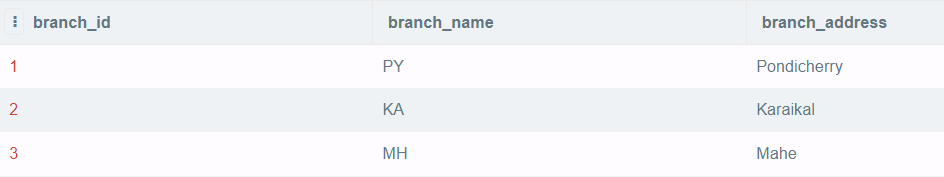 branch_id branch_name branch_address
1 PY Pondicherry
2 KA Karaikal
3 MH Mahe